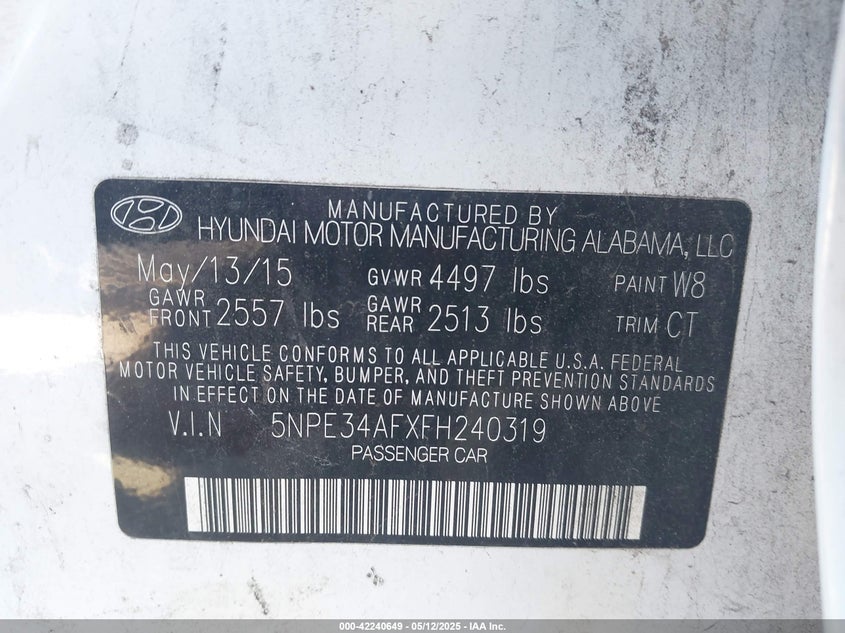 MANUFACTURED BY
HYUNDAI MOTOR MANUFACTURING ALABAMA, LLC
May/13/15 GVWR 4497 lbs PAINT W8
GAWR FRONT 2557 lbs GAWR REAR 2513 lbs TRIM CT
THIS VEHICLE CONFORMS TO ALL APPLICABLE U.S.A. FEDERAL
MOTOR VEHICLE SAFETY, BUMPER, AND THEFT PREVENTION STANDARDS
IN EFFECT ON THE DATE OF MANUFACTURE SHOWN ABOVE
V.I.N 5NPE34AFXFH240319
PASSENGER CAR
000-42240649 - 05/12/2025 - IAA Inc.